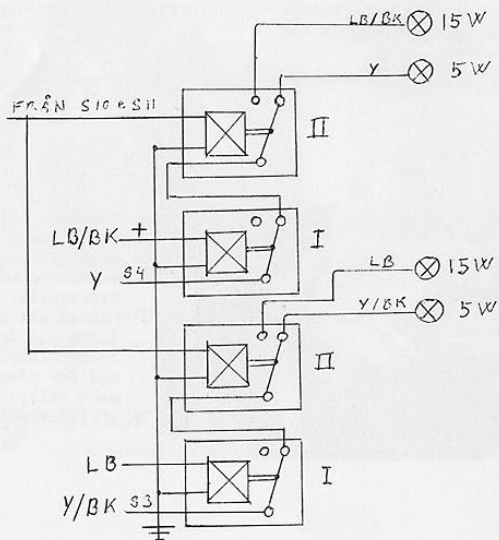 LB/BK 15W
Y 5W
FRÅN S10 & S11
II
LB/BK +
I
Y S4
LB 15W
Y/BK 5W
II
LB
I
Y/BK S3